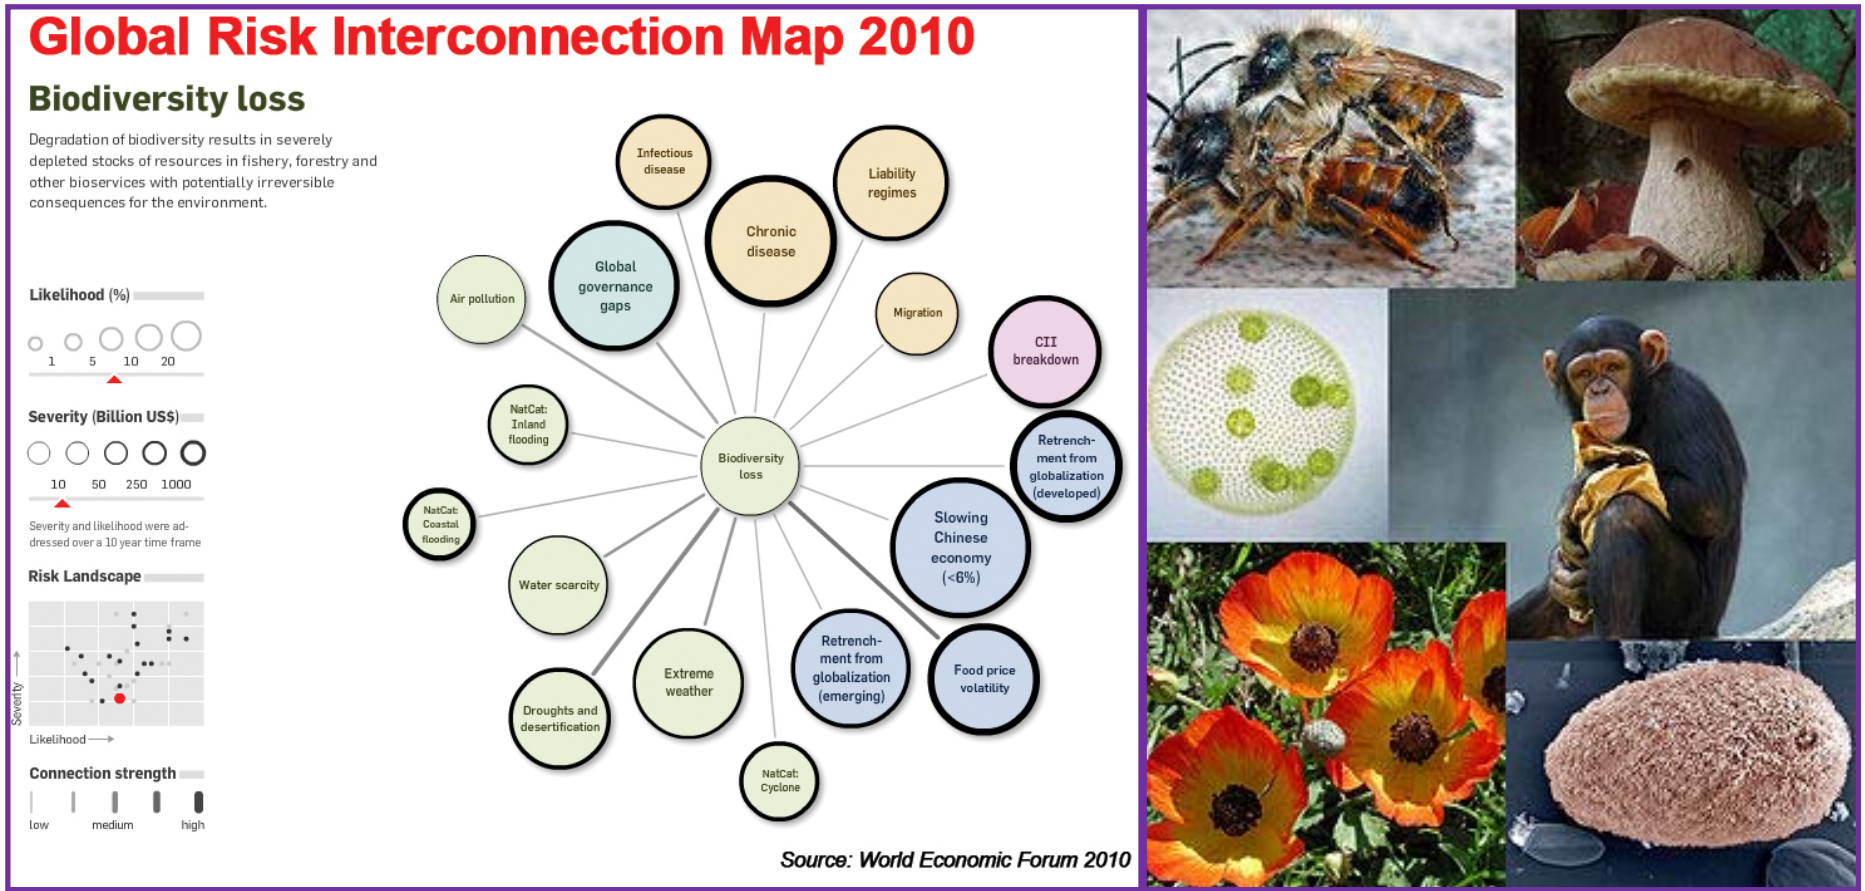 Global Risk Interconnection Map 2010
Biodiversity loss
Degradation of biodiversity results in severely
depleted stocks of resources in fishery, forestry and
other bioservices with potentially irreversible
consequences for the environment.
Likelihood (%)
1 5 10 20
Severity (Billion US$)
10 50 250 1000
Severity and likelihood were ad-
dressed over a 10 year time frame
Risk Landscape
Severity
Likelihood
Connection strength
low medium high
Infectious
disease
Liability
regimes
Chronic
disease
Global
governance
gaps
Air pollution
Migration
CII
breakdown
NatCat:
Inland
flooding
Biodiversity
loss
Retrench-
ment from
globalization
(developed)
NatCat:
Coastal
flooding
Slowing
Chinese
economy
(<6%)
Water scarcity
Retrench-
ment from
globalization
(emerging)
Food price
volatility
Extreme
weather
Droughts and
desertification
NatCat:
Cyclone
Source: World Economic Forum 2010